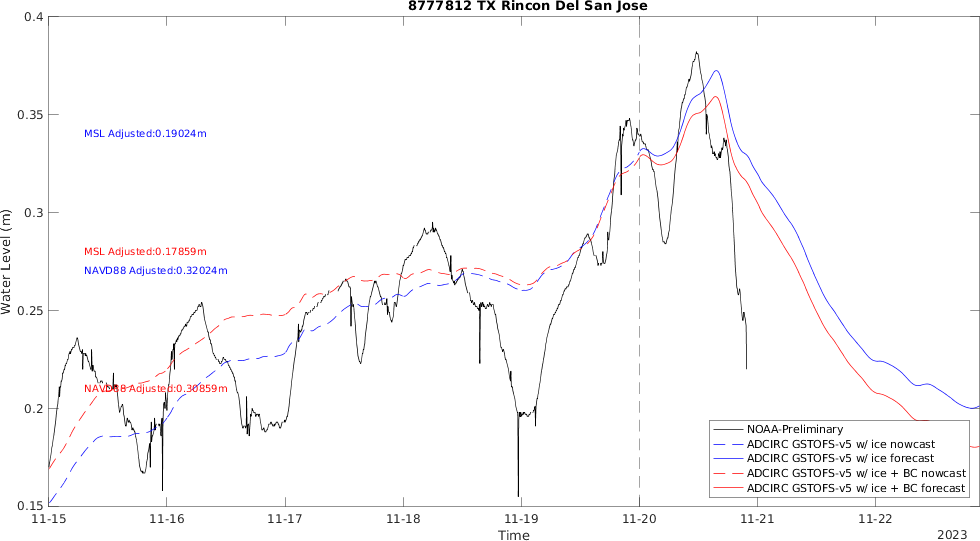 8777812 TX Rincon Del San Jose
0.4
0.35
0.3
0.25
0.2
0.15
Water Level (m)
MSL Adjusted:0.19024m
MSL Adjusted:0.17859m
NAVD88 Adjusted:0.32024m
NAVD88 Adjusted:0.30859m
NOAA-Preliminary
ADCIRC GSTOFS-v5 w/ ice nowcast
ADCIRC GSTOFS-v5 w/ ice forecast
ADCIRC GSTOFS-v5 w/ ice + BC nowcast
ADCIRC GSTOFS-v5 w/ ice + BC forecast
11-15 11-16 11-17 11-18 11-19 11-20 11-21 11-22
Time
2023